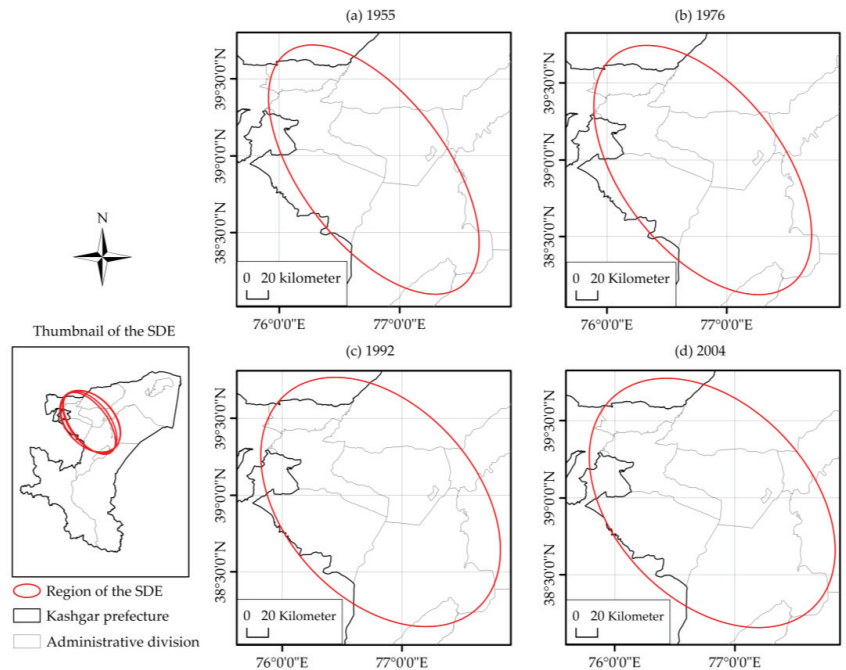 (a) 1955
(b) 1976
39°30'0"N
39°0'0"N
38°30'0"N
0 20 Kilometer
76°0'0"E
77°0'0"E
39°30'0"N
39°0'0"N
38°30'0"N
0 20 Kilometer
76°0'0"E
77°0'0"E
N
Thumbnail of the SDE
(c) 1992
(d) 2004
39°30'0"N
39°0'0"N
38°30'0"N
0 20 Kilometer
76°0'0"E
77°0'0"E
39°30'0"N
39°0'0"N
38°30'0"N
0 20 Kilometer
76°0'0"E
77°0'0"E
Region of the SDE
Kashgar prefecture
Administrative division